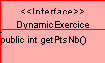 <<Interface>>
DynamicExercice
public int getPtsNb()